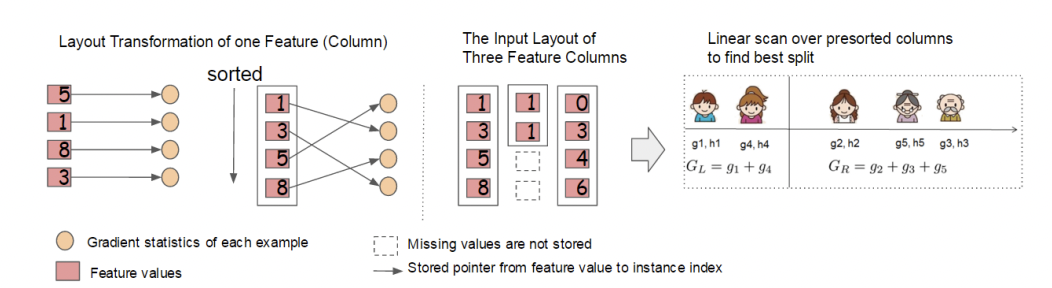 Layout Transformation of one Feature (Column)
sorted
5
1
8
3
1
3
5
8
The Input Layout of
Three Feature Columns
1 1 0
3 1 3
5 4
8 6
Linear scan over presorted columns
to find best split
g1, h1 g4, h4 g2, h2 g5, h5 g3, h3
G_L = g_1 + g_4 G_R = g_2 + g_3 + g_5
Gradient statistics of each example
Feature values
Missing values are not stored
Stored pointer from feature value to instance index